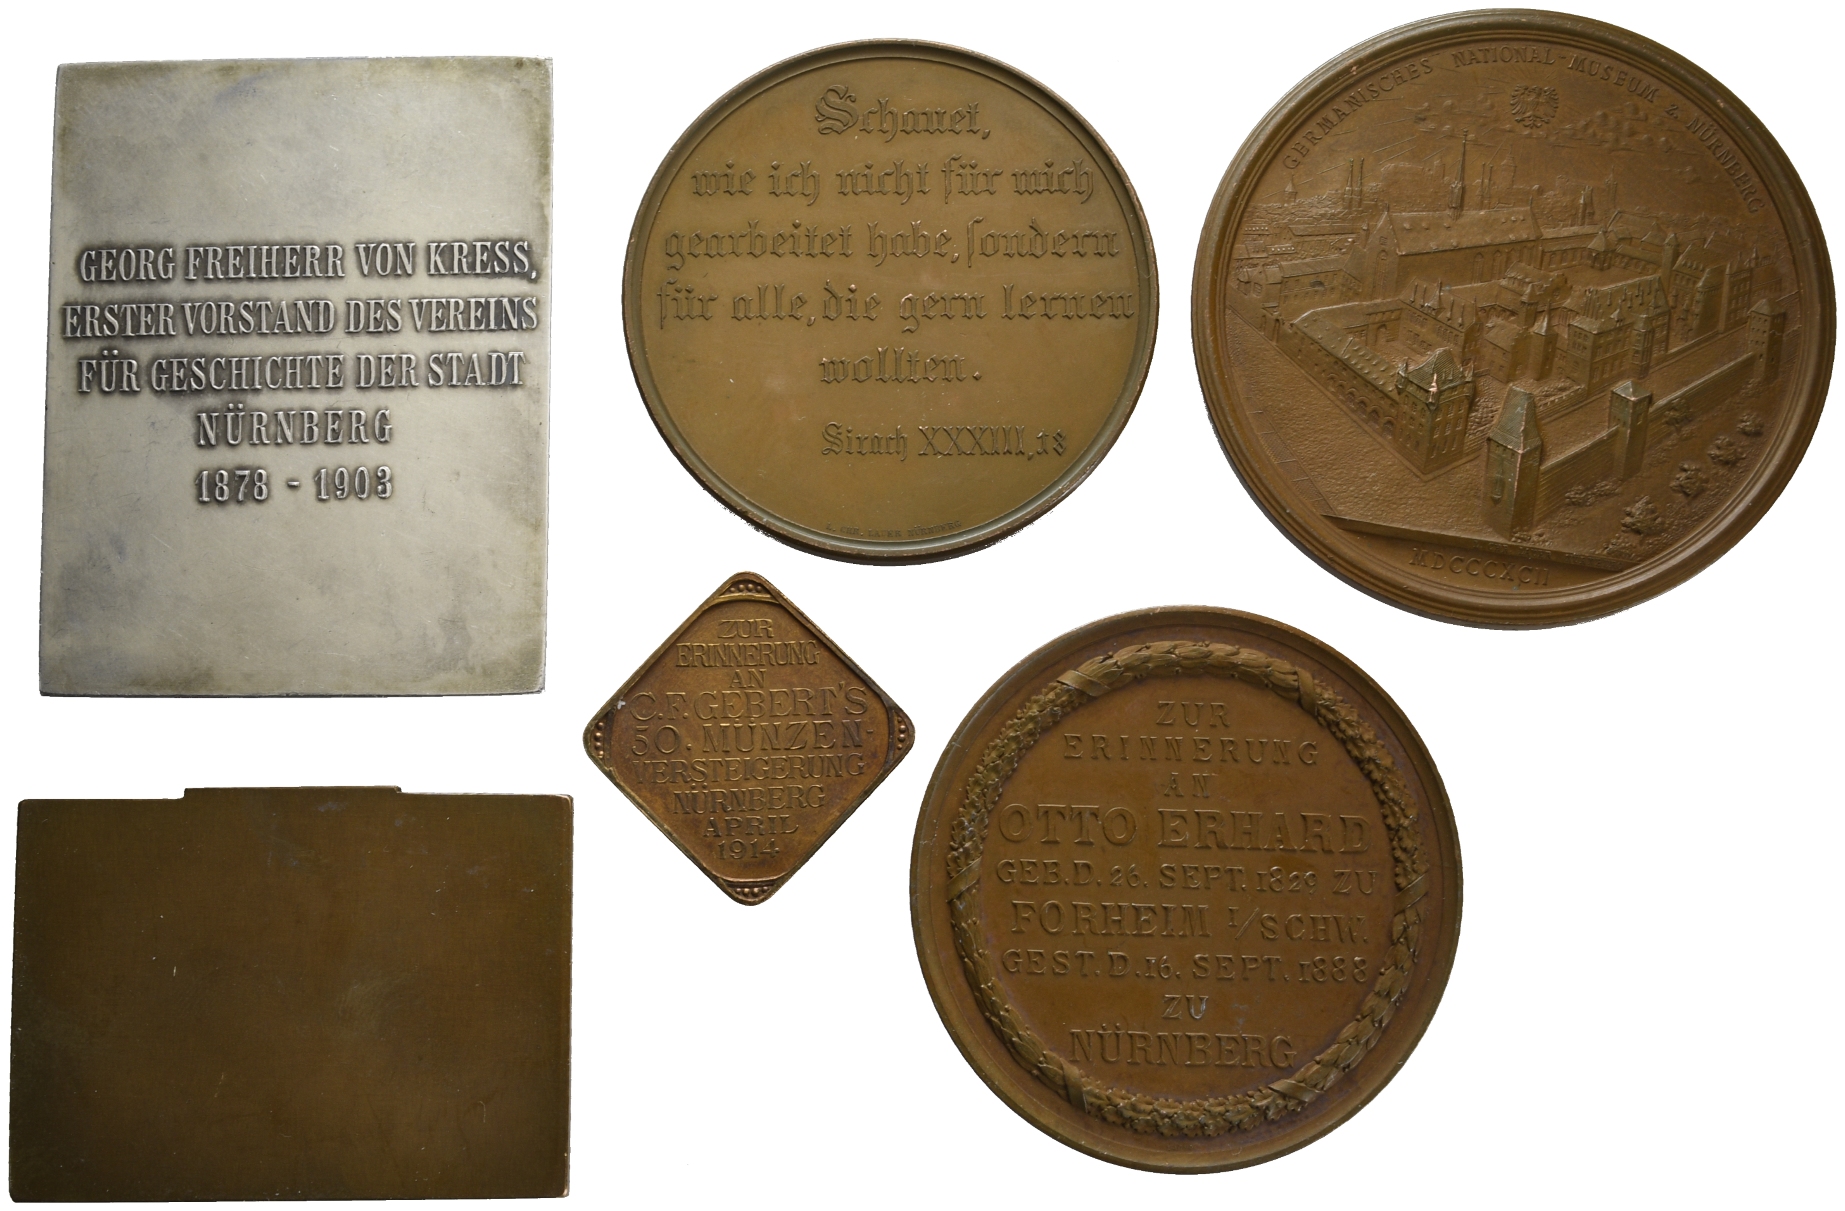 GEORG FREIHERR VON KRESS,
ERSTER VORSTAND DES VEREINS
FÜR GESCHICHTE DER STADT
NÜRNBERG
1878 - 1903
Schauet,
wie ich nicht für mich
gearbeitet habe, sondern
für alle, die gern lernen
wollten.
Sirach XXXIII,18
L. CHR. LAUER NÜRNBERG
GERMANISCHES NATIONAL-MUSEUM Z. NÜRNBERG
MDCCCXCII
ZUR
ERINNERUNG
AN
C.F. GEBERT'S
50. MÜNZEN-
VERSTEIGERUNG
NÜRNBERG
APRIL
1914
ZUR
ERINNERUNG
AN
OTTO ERHARD
GEB. D. 26. SEPT. 1829 ZU
FORHEIM I/SCHW.
GEST. D. 16. SEPT. 1888
ZU
NÜRNBERG